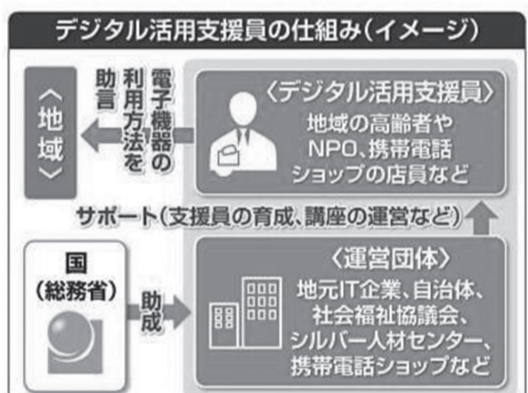 デジタル活用支援員の仕組み(イメージ)
〈地域〉
電子機器の
利用方法を
助言
〈デジタル活用支援員〉
地域の高齢者や
NPO、携帯電話
ショップの店員など
サポート(支援員の育成、講座の運営など)
国
(総務省)
助成
〈運営団体〉
地元IT企業、自治体、
社会福祉協議会、
シルバー人材センター、
携帯電話ショップなど